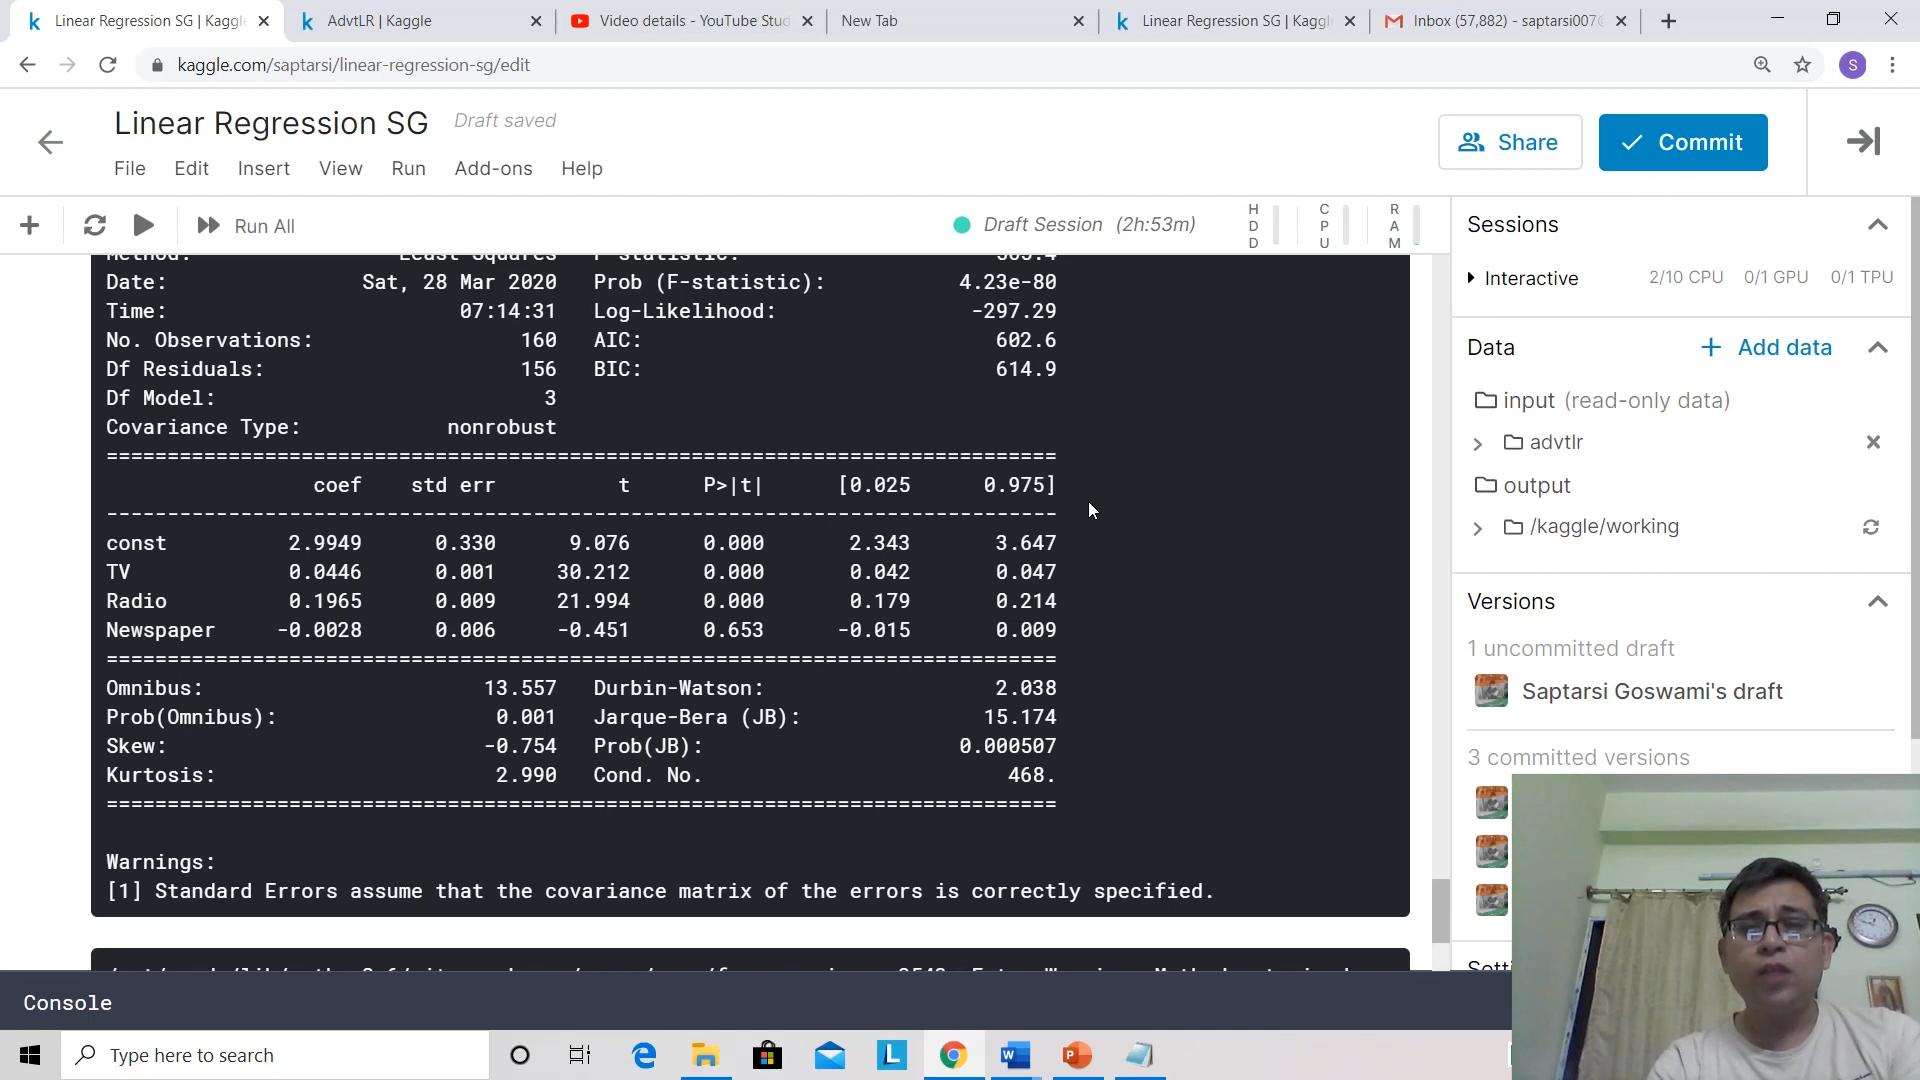 Linear Regression SG | Kaggl
AdvtLR | Kaggle
Video details - YouTube Stud
New Tab
Linear Regression SG | Kaggl
Inbox (57,882) - saptarsi007@
kaggle.com/saptarsi/linear-regression-sg/edit
S
Linear Regression SG
Draft saved
File Edit Insert View Run Add-ons Help
Share
Commit
Run All
Draft Session (2h:53m)
HDD
CPU
RAM
Date: Sat, 28 Mar 2020 Prob (F-statistic): 4.23e-80
Time: 07:14:31 Log-Likelihood: -297.29
No. Observations: 160 AIC: 602.6
Df Residuals: 156 BIC: 614.9
Df Model: 3
Covariance Type: nonrobust
==============================================================================
coef std err t P>|t| [0.025 0.975]
------------------------------------------------------------------------------
const 2.9949 0.330 9.076 0.000 2.343 3.647
TV 0.0446 0.001 30.212 0.000 0.042 0.047
Radio 0.1965 0.009 21.994 0.000 0.179 0.214
Newspaper -0.0028 0.006 -0.451 0.653 -0.015 0.009
==============================================================================
Omnibus: 13.557 Durbin-Watson: 2.038
Prob(Omnibus): 0.001 Jarque-Bera (JB): 15.174
Skew: -0.754 Prob(JB): 0.000507
Kurtosis: 2.990 Cond. No. 468.
==============================================================================
Warnings:
[1] Standard Errors assume that the covariance matrix of the errors is correctly specified.
Console
Sessions
Interactive 2/10 CPU 0/1 GPU 0/1 TPU
Data + Add data
input (read-only data)
advtlr
output
/kaggle/working
Versions
1 uncommitted draft
Saptarsi Goswami's draft
3 committed versions
Type here to search